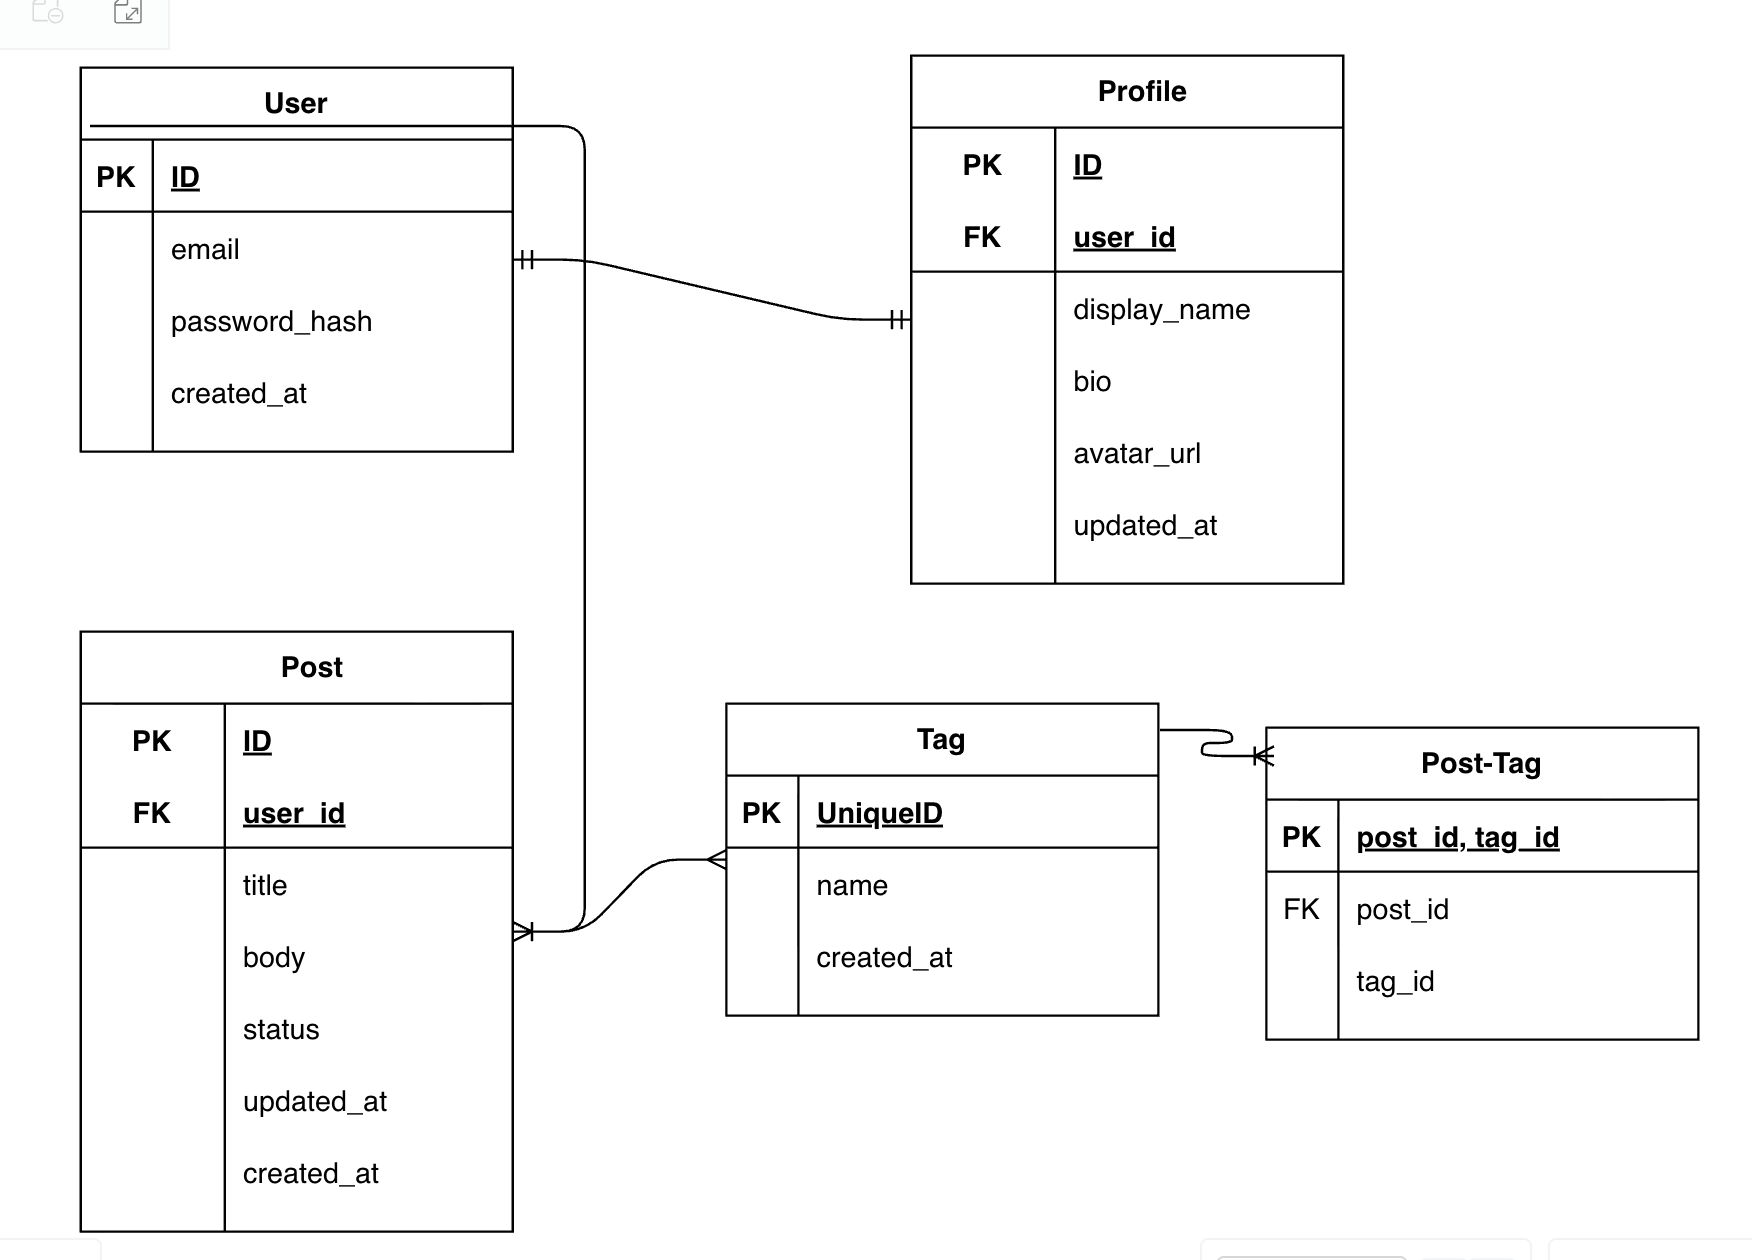 User
PK ID
email
password_hash
created_at
Profile
PK ID
FK user_id
display_name
bio
avatar_url
updated_at
Post
PK ID
FK user_id
title
body
status
updated_at
created_at
Tag
PK UniqueID
name
created_at
Post-Tag
PK post_id, tag_id
FK post_id
tag_id